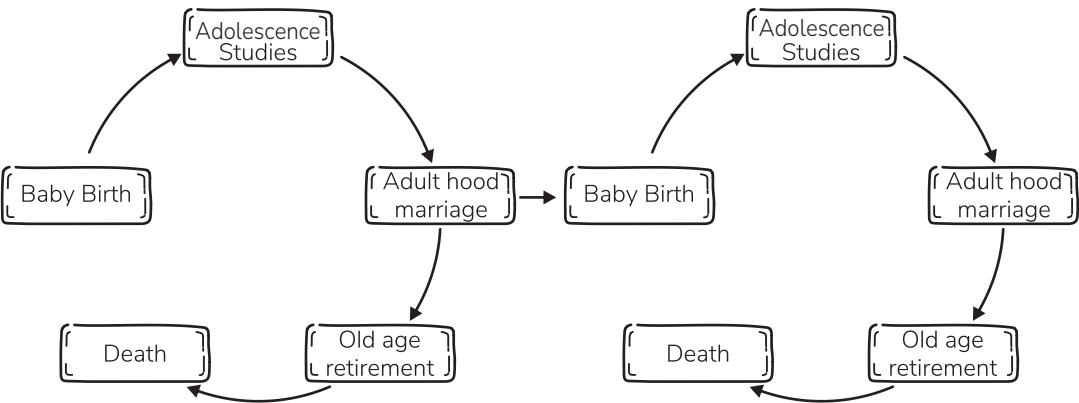 Adolescence
Studies
Baby Birth
Adult hood
marriage
Old age
retirement
Death
Adolescence
Studies
Baby Birth
Adult hood
marriage
Old age
retirement
Death